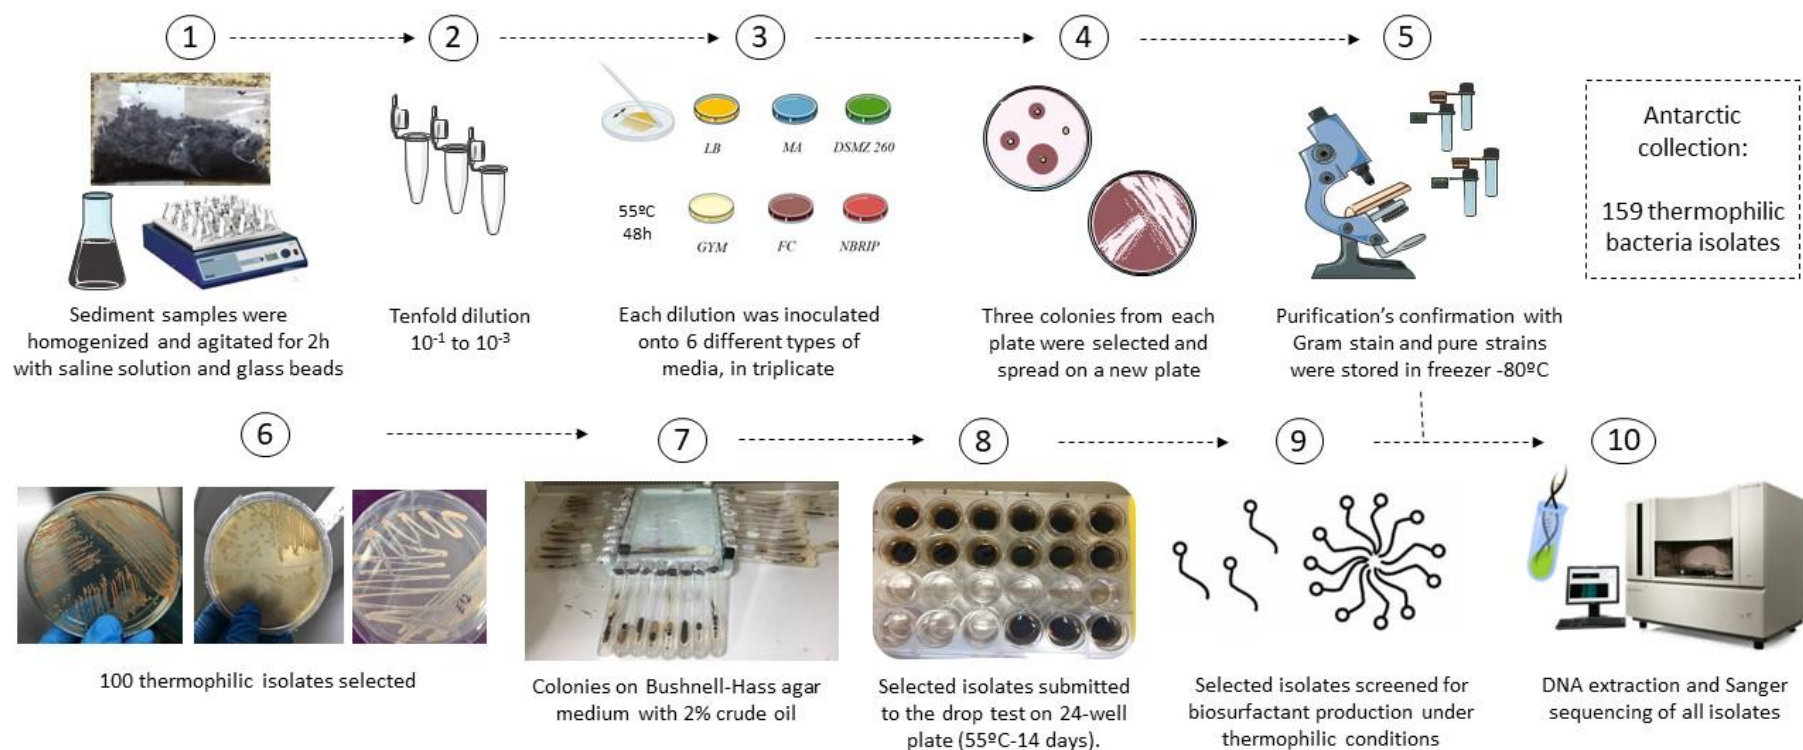 1
2
3
4
5
LB
MA
DSMZ 260
55ºC
48h
GYM
FC
NBRIP
Antarctic
collection:
159 thermophilic
bacteria isolates
Sediment samples were
homogenized and agitated for 2h
with saline solution and glass beads
Tenfold dilution
10⁻¹ to 10⁻³
Each dilution was inoculated
onto 6 different types of
media, in triplicate
Three colonies from each
plate were selected and
spread on a new plate
Purification's confirmation with
Gram stain and pure strains
were stored in freezer -80ºC
6
7
8
9
10
E12
100 thermophilic isolates selected
Colonies on Bushnell-Hass agar
medium with 2% crude oil
Selected isolates submitted
to the drop test on 24-well
plate (55ºC-14 days).
Selected isolates screened for
biosurfactant production under
thermophilic conditions
DNA extraction and Sanger
sequencing of all isolates